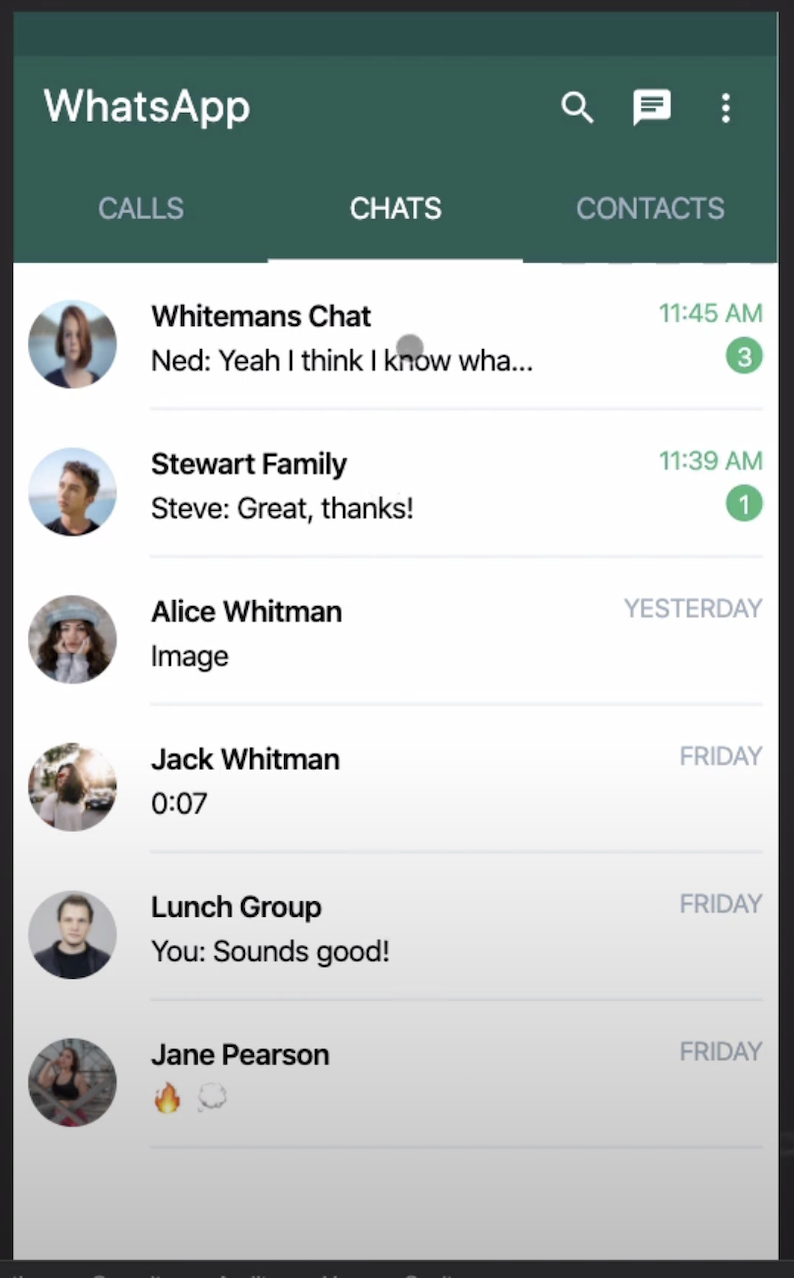 WhatsApp
CALLS CHATS CONTACTS
Whitemans Chat 11:45 AM
Ned: Yeah I think I know wha... 3
Stewart Family 11:39 AM
Steve: Great, thanks! 1
Alice Whitman YESTERDAY
Image
Jack Whitman FRIDAY
0:07
Lunch Group FRIDAY
You: Sounds good!
Jane Pearson FRIDAY
🔥 💭